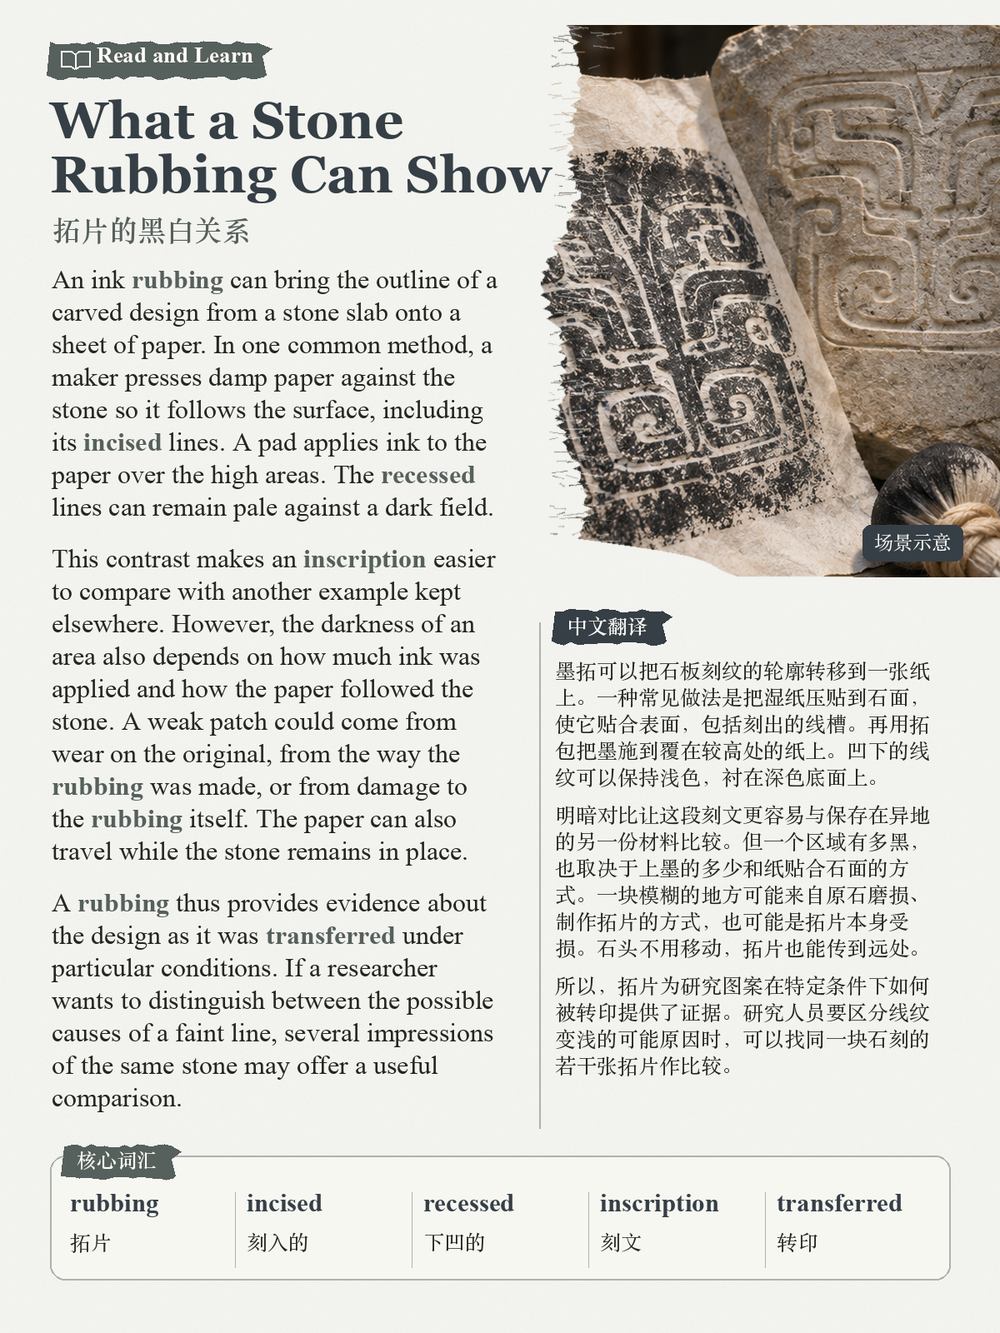 Read and Learn
What a Stone
Rubbing Can Show
拓片的黑白关系
An ink rubbing can bring the outline of a
carved design from a stone slab onto a
sheet of paper. In one common method, a
maker presses damp paper against the
stone so it follows the surface, including
its incised lines. A pad applies ink to the
paper over the high areas. The recessed
lines can remain pale against a dark field.
This contrast makes an inscription easier
to compare with another example kept
elsewhere. However, the darkness of an
area also depends on how much ink was
applied and how the paper followed the
stone. A weak patch could come from
wear on the original, from the way the
rubbing was made, or from damage to
the rubbing itself. The paper can also
travel while the stone remains in place.
A rubbing thus provides evidence about
the design as it was transferred under
particular conditions. If a researcher
wants to distinguish between the possible
causes of a faint line, several impressions
of the same stone may offer a useful
comparison.
场景示意
中文翻译
墨拓可以把石板刻纹的轮廓转移到一张纸
上。一种常见做法是把湿纸压贴到石面，
使它贴合表面，包括刻出的线槽。再用拓
包把墨施到覆在较高处的纸上。凹下的线
纹可以保持浅色，衬在深色底面上。
明暗对比让这段刻文更容易与保存在异地
的另一份材料比较。但一个区域有多黑，
也取决于上墨的多少和纸贴合石面的方
式。一块模糊的地方可能来自原石磨损、
制作拓片的方式，也可能是拓片本身受
损。石头不用移动，拓片也能传到远处。
所以，拓片为研究图案在特定条件下如何
被转印提供了证据。研究人员要区分线纹
变浅的可能原因时，可以找同一块石刻的
若干张拓片作比较。
核心词汇
rubbing
拓片
incised
刻入的
recessed
下凹的
inscription
刻文
transferred
转印